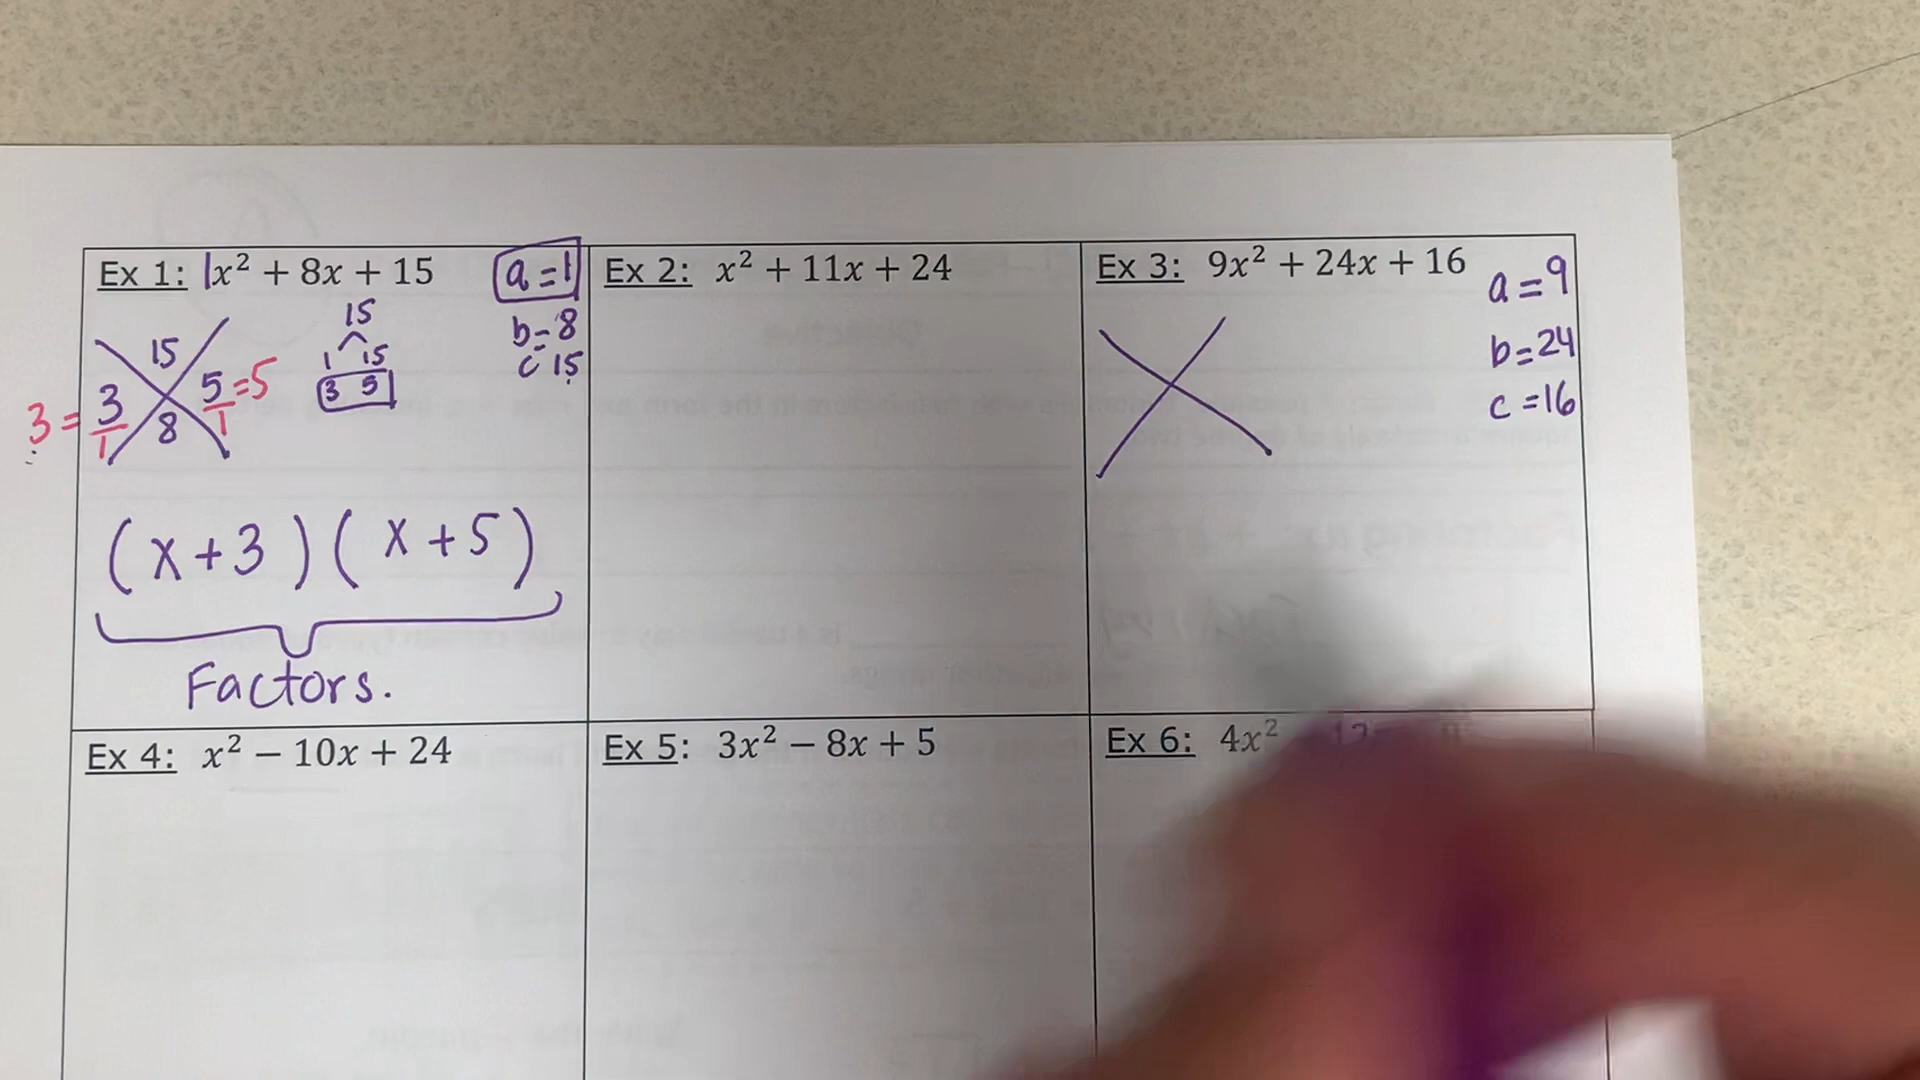 Ex 1: 1x² + 8x + 15
a = 1
b = 8
c 15
15
1 15
3 5
15
3 = 3/1
5/1 = 5
8
(x + 3)(x + 5)
Factors.
Ex 2: x² + 11x + 24
Ex 3: 9x² + 24x + 16
a = 9
b = 24
c = 16
Ex 4: x² − 10x + 24
Ex 5: 3x² − 8x + 5
Ex 6: 4x²